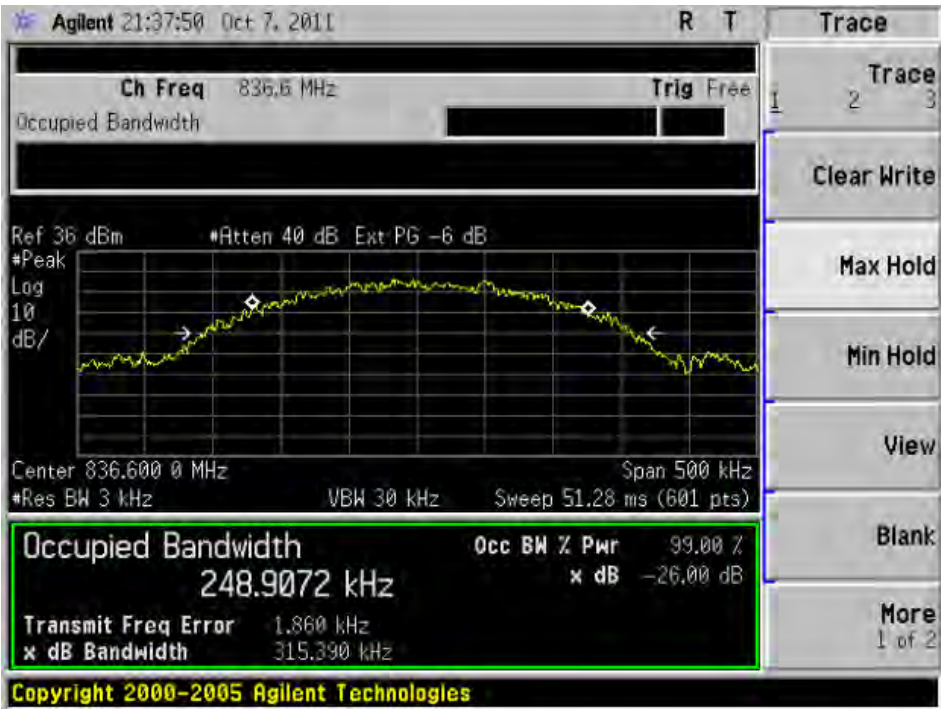 Agilent 21:37:50 Oct 7, 2011 R T
Trace
Ch Freq 836.6 MHz Trig Free
Occupied Bandwidth
Trace
1 2 3
Clear Write
Max Hold
Min Hold
View
Blank
More
1 of 2
Ref 36 dBm #Atten 40 dB Ext PG -6 dB
#Peak
Log
10
dB/
Center 836.600 0 MHz Span 500 kHz
#Res BW 3 kHz VBW 30 kHz Sweep 51.28 ms (601 pts)
Occupied Bandwidth Occ BW % Pwr 99.00 %
248.9072 kHz x dB -26.00 dB
Transmit Freq Error 1.860 kHz
x dB Bandwidth 315.390 kHz
Copyright 2000-2005 Agilent Technologies